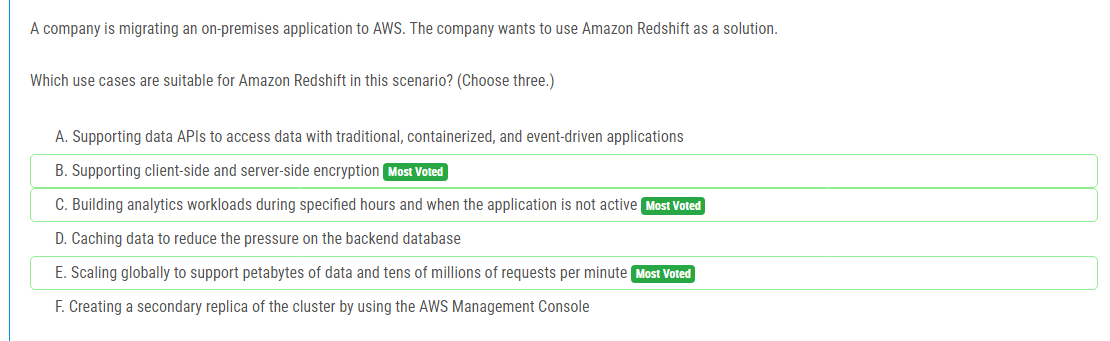 A company is migrating an on-premises application to AWS. The company wants to use Amazon Redshift as a solution.
Which use cases are suitable for Amazon Redshift in this scenario? (Choose three.)
A. Supporting data APIs to access data with traditional, containerized, and event-driven applications
B. Supporting client-side and server-side encryption Most Voted
C. Building analytics workloads during specified hours and when the application is not active Most Voted
D. Caching data to reduce the pressure on the backend database
E. Scaling globally to support petabytes of data and tens of millions of requests per minute Most Voted
F. Creating a secondary replica of the cluster by using the AWS Management Console